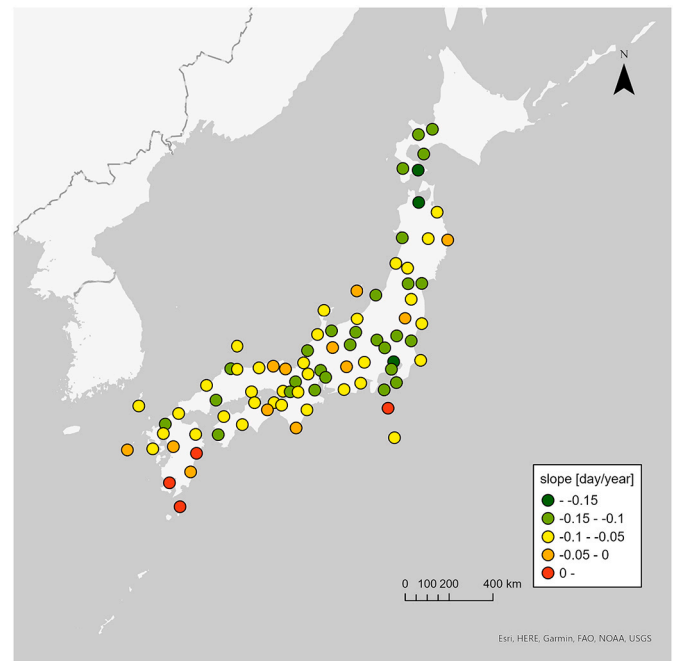 N
slope [day/year]
- -0.15
-0.15 - -0.1
-0.1 - -0.05
-0.05 - 0
0 -
0 100 200 400 km
Esri, HERE, Garmin, FAO, NOAA, USGS